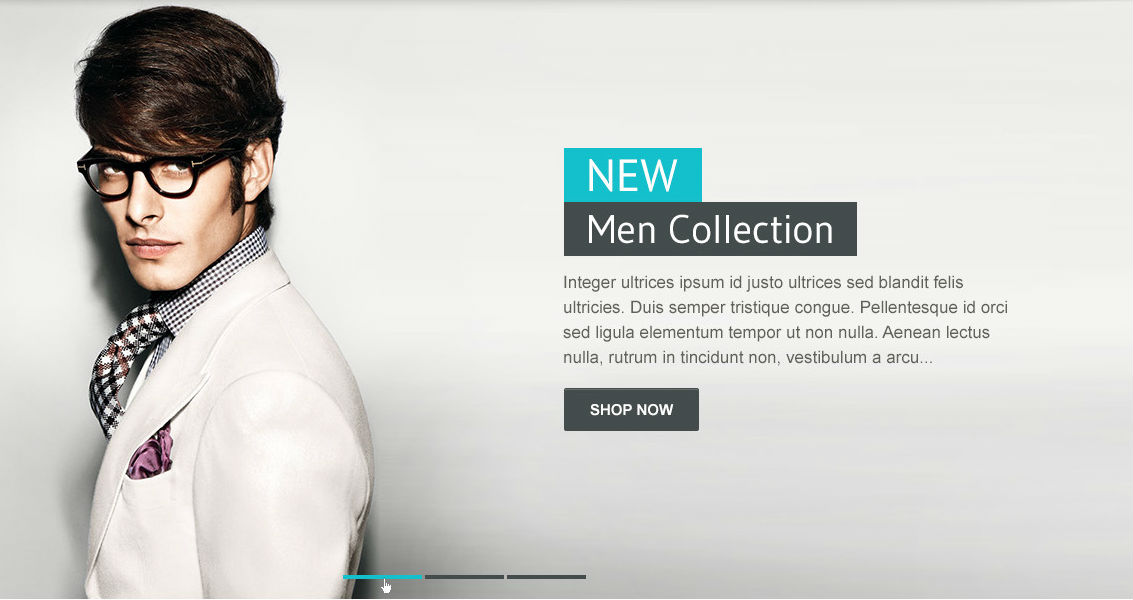 NEW
Men Collection
Integer ultrices ipsum id justo ultrices sed blandit felis
ultricies. Duis semper tristique congue. Pellentesque id orci
sed ligula elementum tempor ut non nulla. Aenean lectus
nulla, rutrum in tincidunt non, vestibulum a arcu...
SHOP NOW